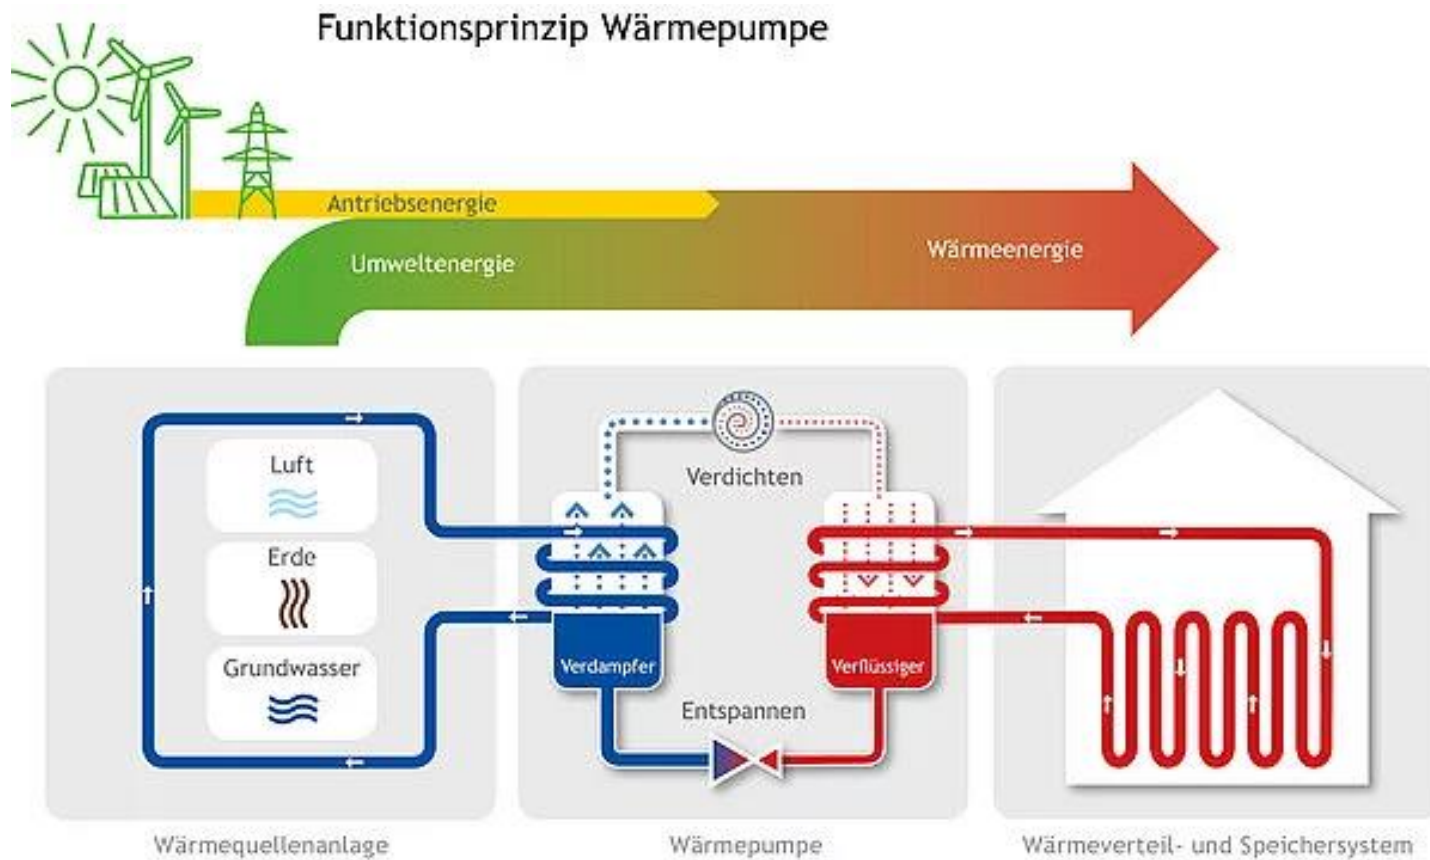 Funktionsprinzip Wärmepumpe
Antriebsenergie
Umweltenergie
Wärmeenergie
Luft
Erde
Grundwasser
Verdichten
Verdampfer
Verflüssiger
Entspannen
Wärmequellenanlage
Wärmepumpe
Wärmeverteil- und Speichersystem